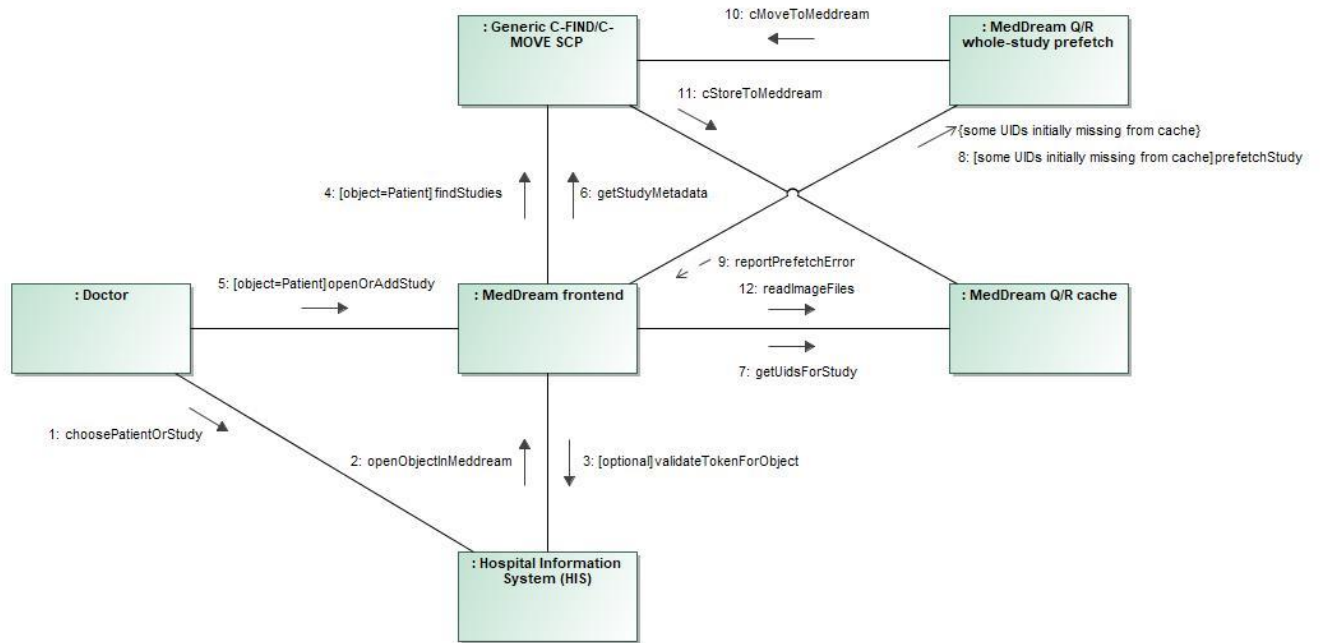 : Generic C-FIND/C-
MOVE SCP
10: cMoveToMeddream
: MedDream Q/R
whole-study prefetch
11: cStoreToMeddream
{some UIDs initially missing from cache}
8: [some UIDs initially missing from cache]prefetchStudy
4: [object=Patient]findStudies
6: getStudyMetadata
9: reportPrefetchError
5: [object=Patient]openOrAddStudy
12: readImageFiles
: Doctor
: MedDream frontend
: MedDream Q/R cache
7: getUidsForStudy
1: choosePatientOrStudy
2: openObjectInMeddream
3: [optional]validateTokenForObject
: Hospital Information
System (HIS)